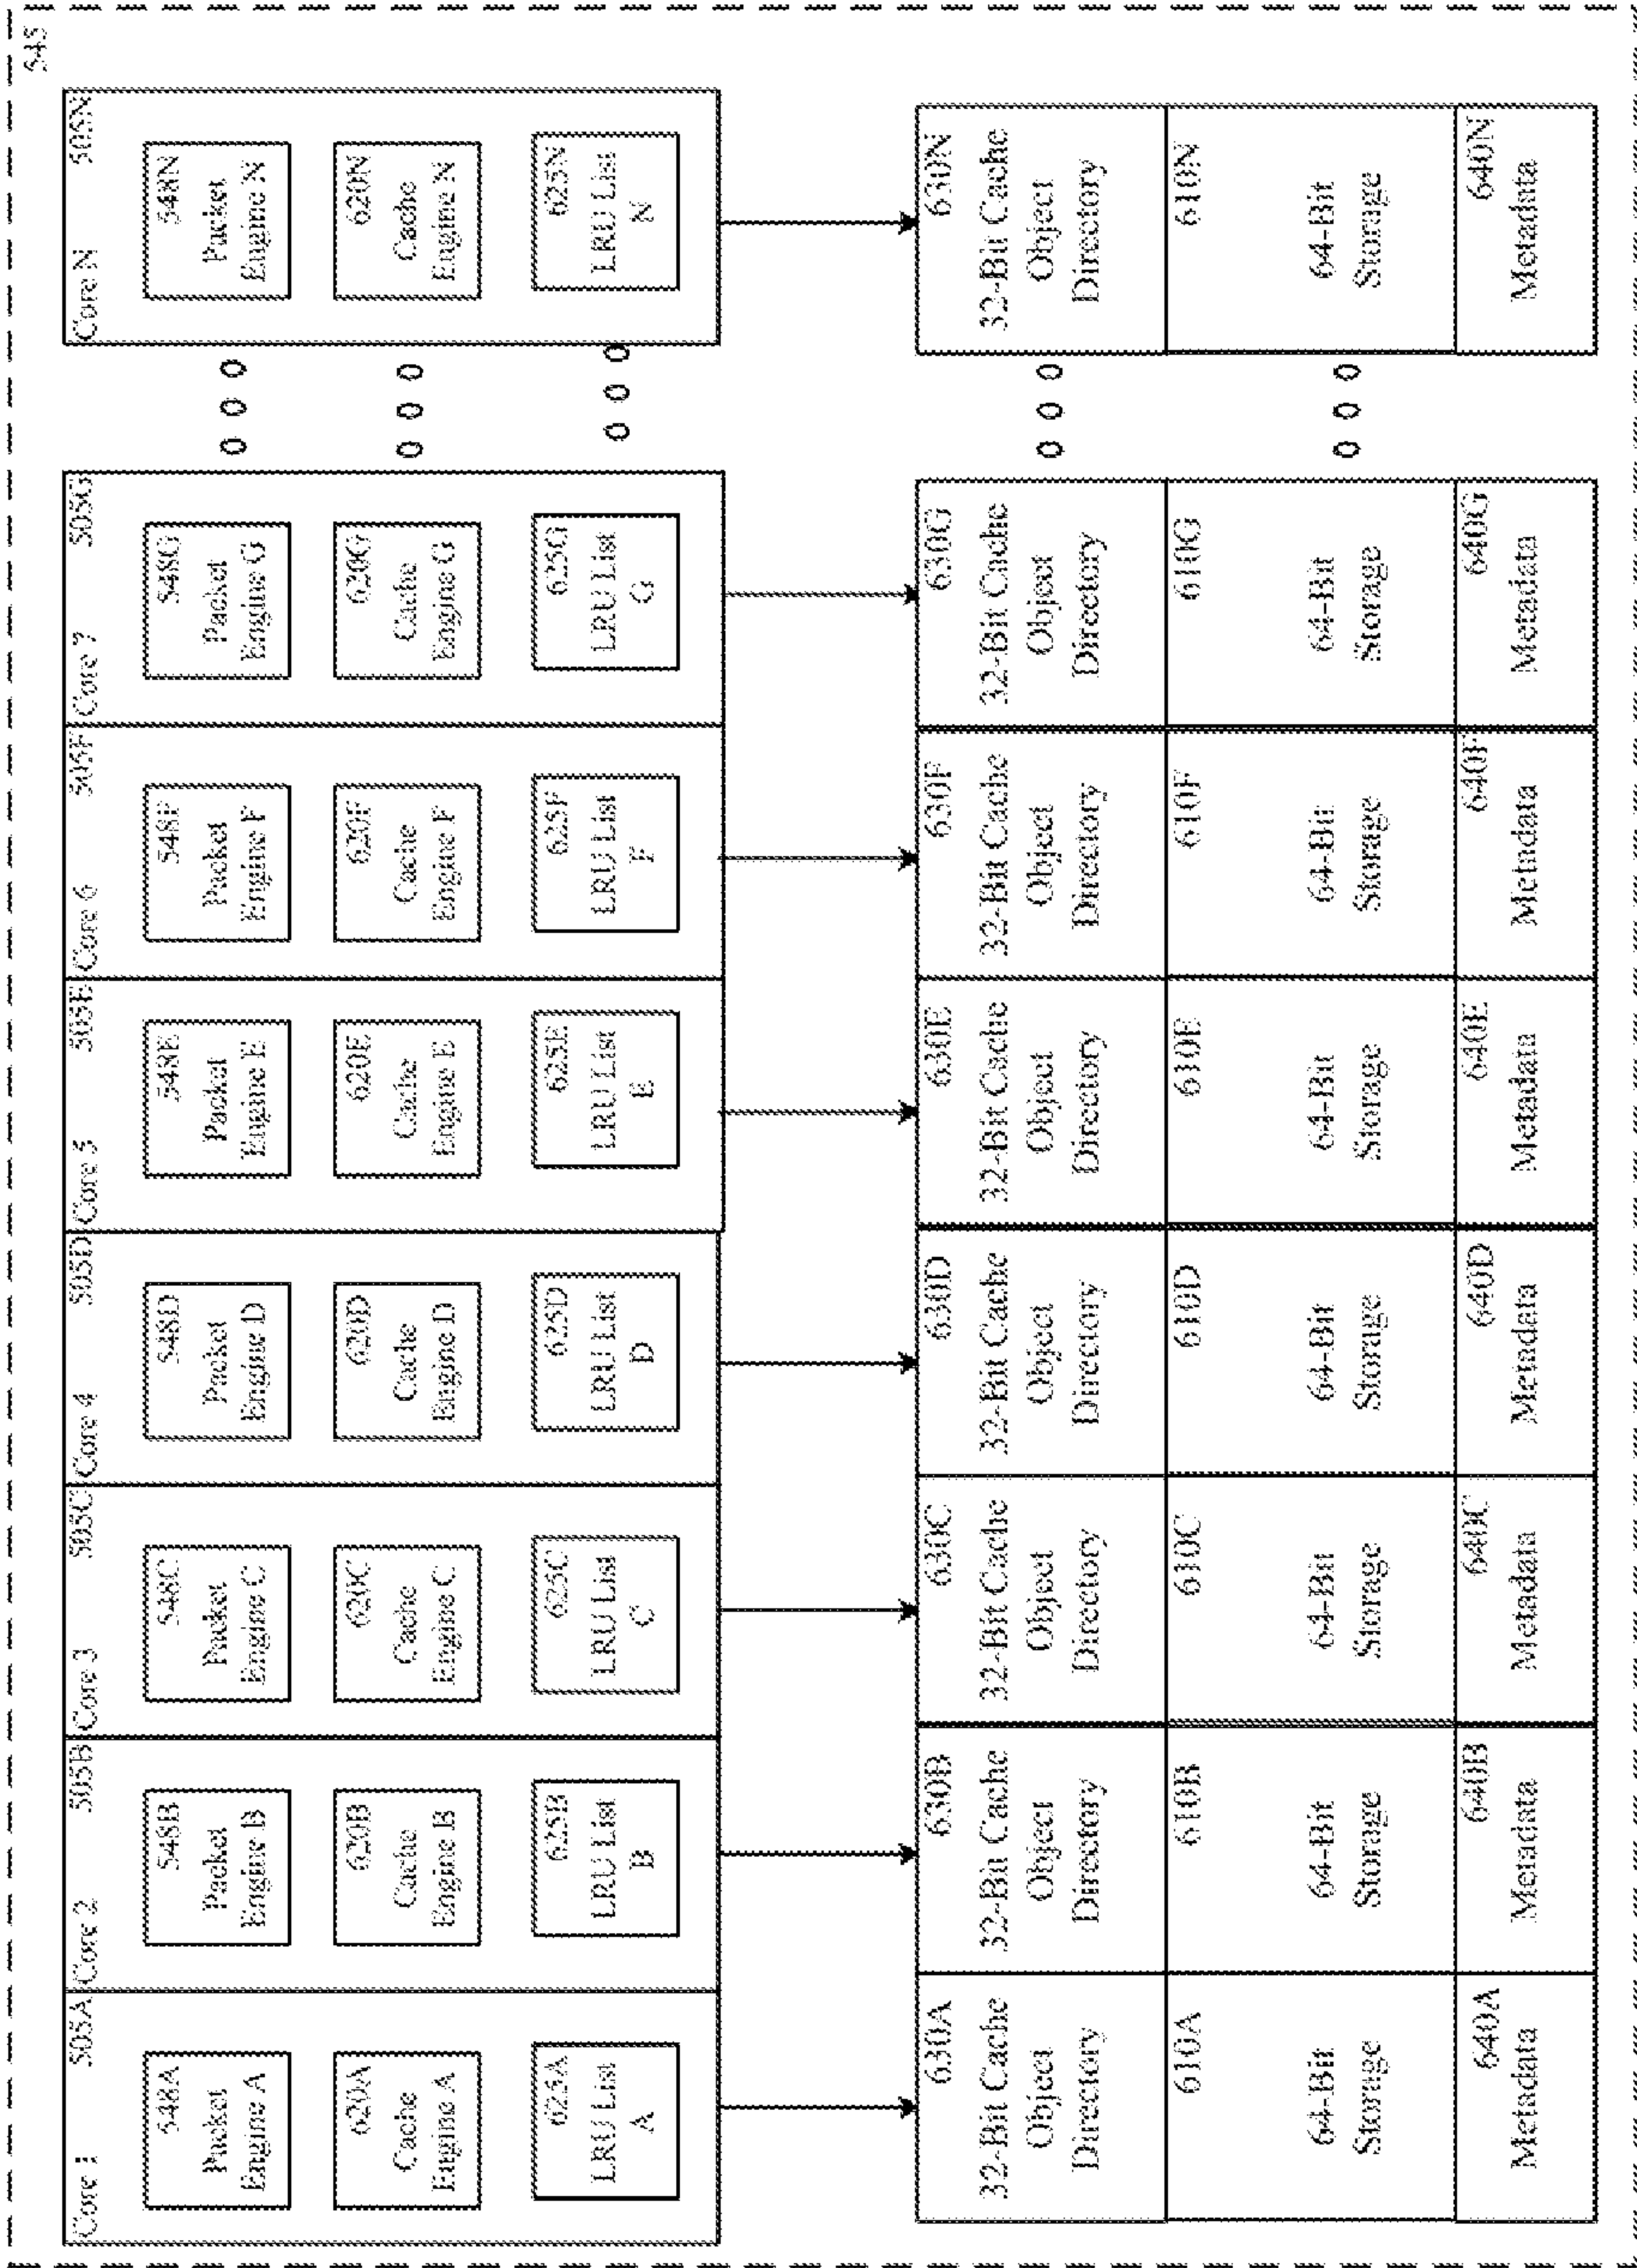 545
Core 1 505A
548A
Packet
Engine A
620A
Cache
Engine A
625A
LRU List
A
Core 2 505B
548B
Packet
Engine B
620B
Cache
Engine B
625B
LRU List
B
Core 3 505C
548C
Packet
Engine C
620C
Cache
Engine C
625C
LRU List
C
Core 4 505D
548D
Packet
Engine D
620D
Cache
Engine D
625D
LRU List
D
Core 5 505E
548E
Packet
Engine E
620E
Cache
Engine E
625E
LRU List
E
Core 6 505F
548F
Packet
Engine F
620F
Cache
Engine F
625F
LRU List
F
Core 7 505G
548G
Packet
Engine G
620G
Cache
Engine G
625G
LRU List
G
Core N 505N
548N
Packet
Engine N
620N
Cache
Engine N
625N
LRU List
N
630A
32-Bit Cache
Object
Directory
610A
64-Bit
Storage
640A
Metadata
630B
32-Bit Cache
Object
Directory
610B
64-Bit
Storage
640B
Metadata
630C
32-Bit Cache
Object
Directory
610C
64-Bit
Storage
640C
Metadata
630D
32-Bit Cache
Object
Directory
610D
64-Bit
Storage
640D
Metadata
630E
32-Bit Cache
Object
Directory
610E
64-Bit
Storage
640E
Metadata
630F
32-Bit Cache
Object
Directory
610F
64-Bit
Storage
640F
Metadata
630G
32-Bit Cache
Object
Directory
610G
64-Bit
Storage
640G
Metadata
630N
32-Bit Cache
Object
Directory
610N
64-Bit
Storage
640N
Metadata